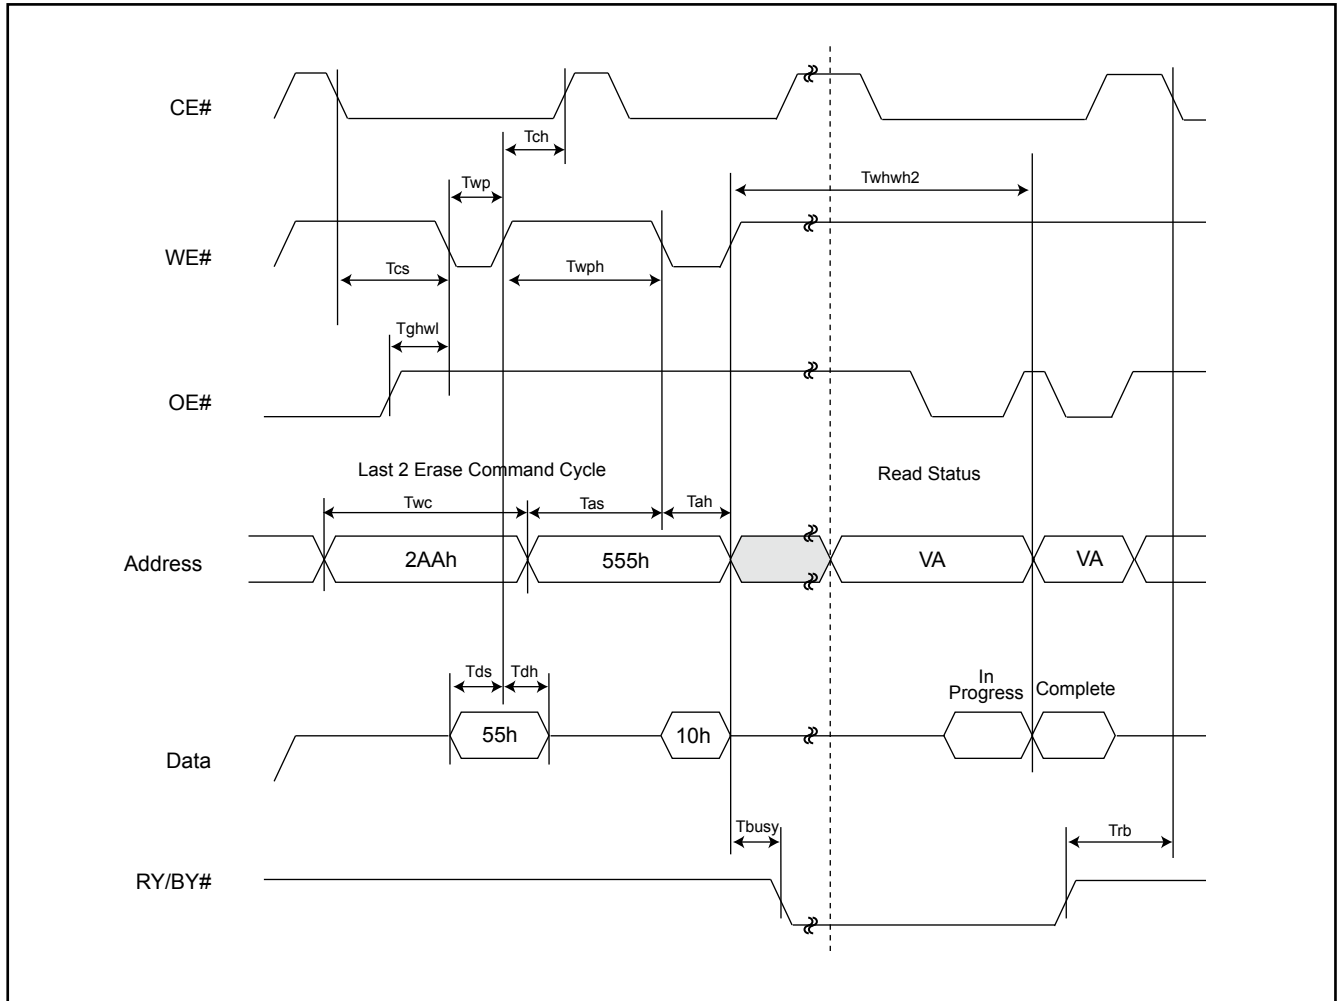 CE#
Tch
Twp
Twhwh2
WE#
Tcs
Twph
Tghwl
OE#
Last 2 Erase Command Cycle
Read Status
Twc
Tas
Tah
Address
2AAh
555h
VA
VA
Tds
Tdh
In
Progress
Complete
55h
10h
Data
Tbusy
Trb
RY/BY#